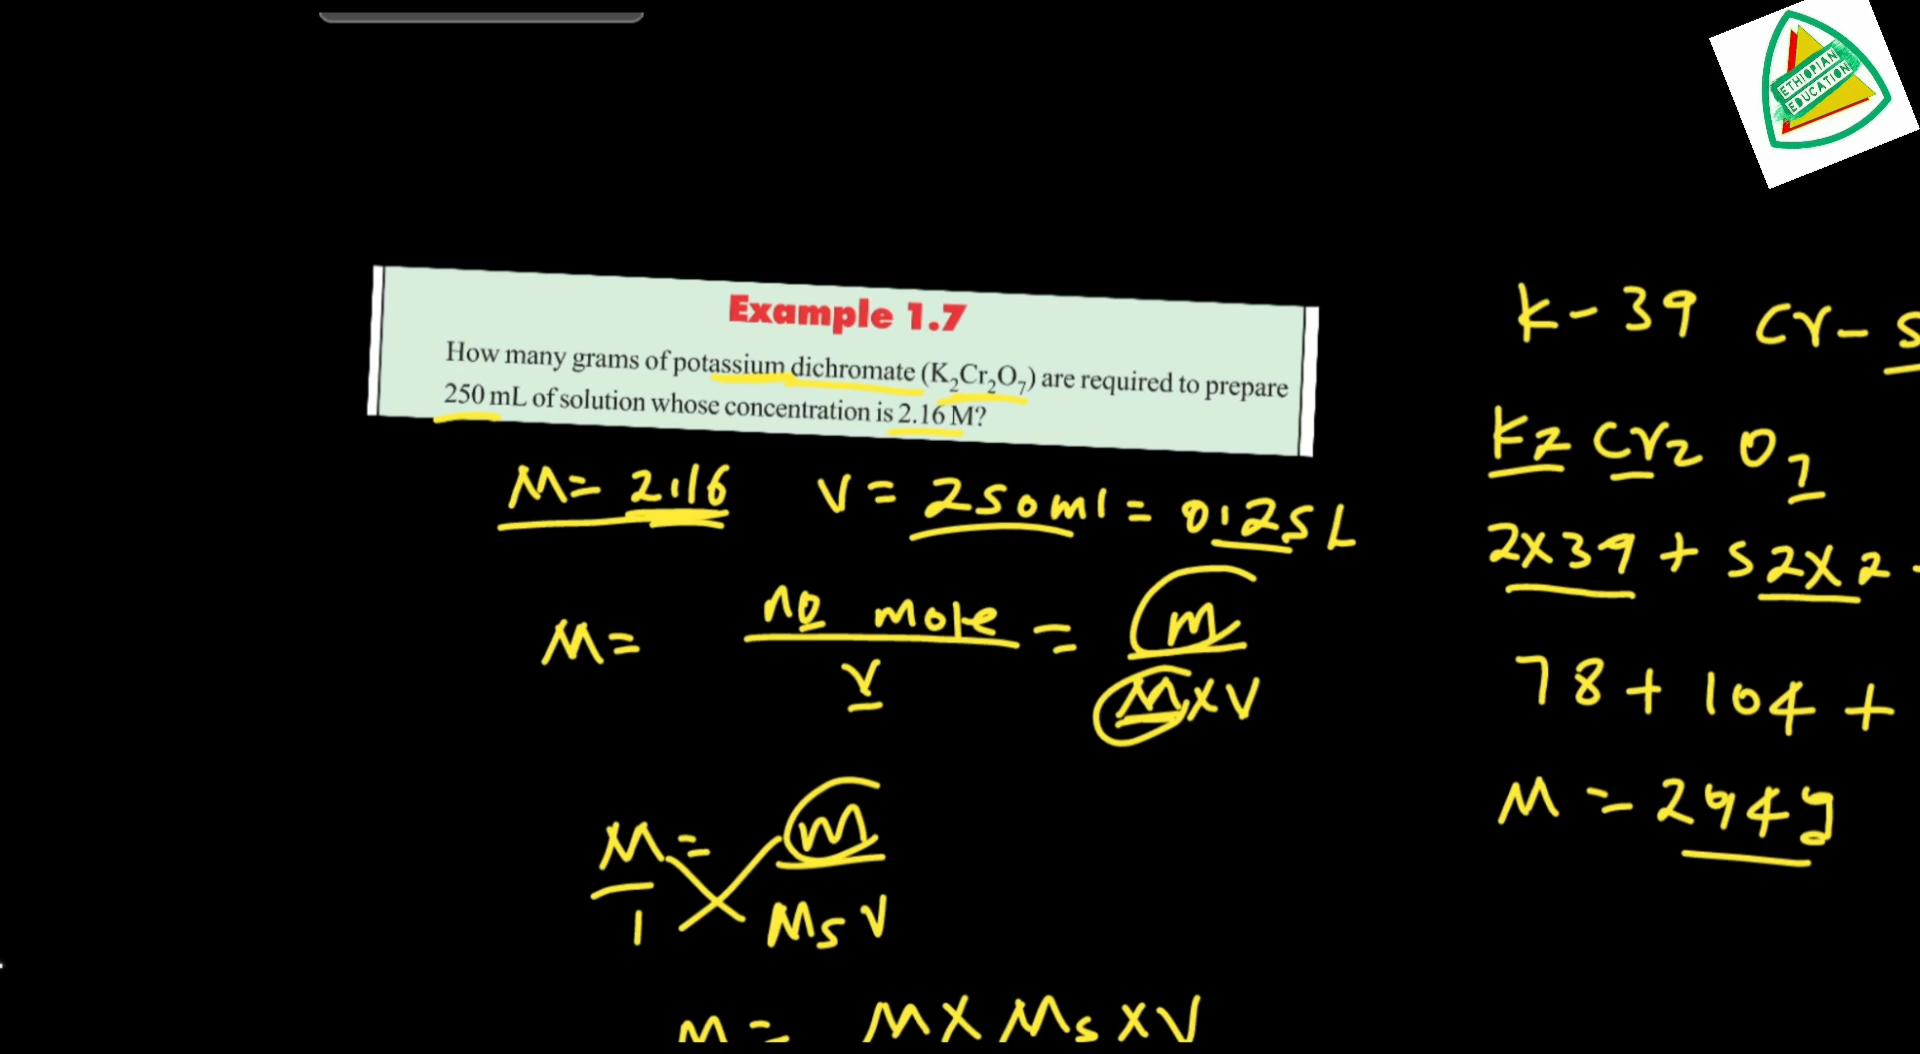 ETHIOPIAN
EDUCATION
Example 1.7
How many grams of potassium dichromate (K₂Cr₂O₇) are required to prepare
250 mL of solution whose concentration is 2.16 M?
M= 2.16 V = 250ml = 0.25 L
M= no mole / V = m / M x V
M / 1 = m / Ms V
m = M x Ms x V
K - 39 Cr -
K2 Cr2 O7
2x39 + 52x2
78 + 104 +
M = 294g